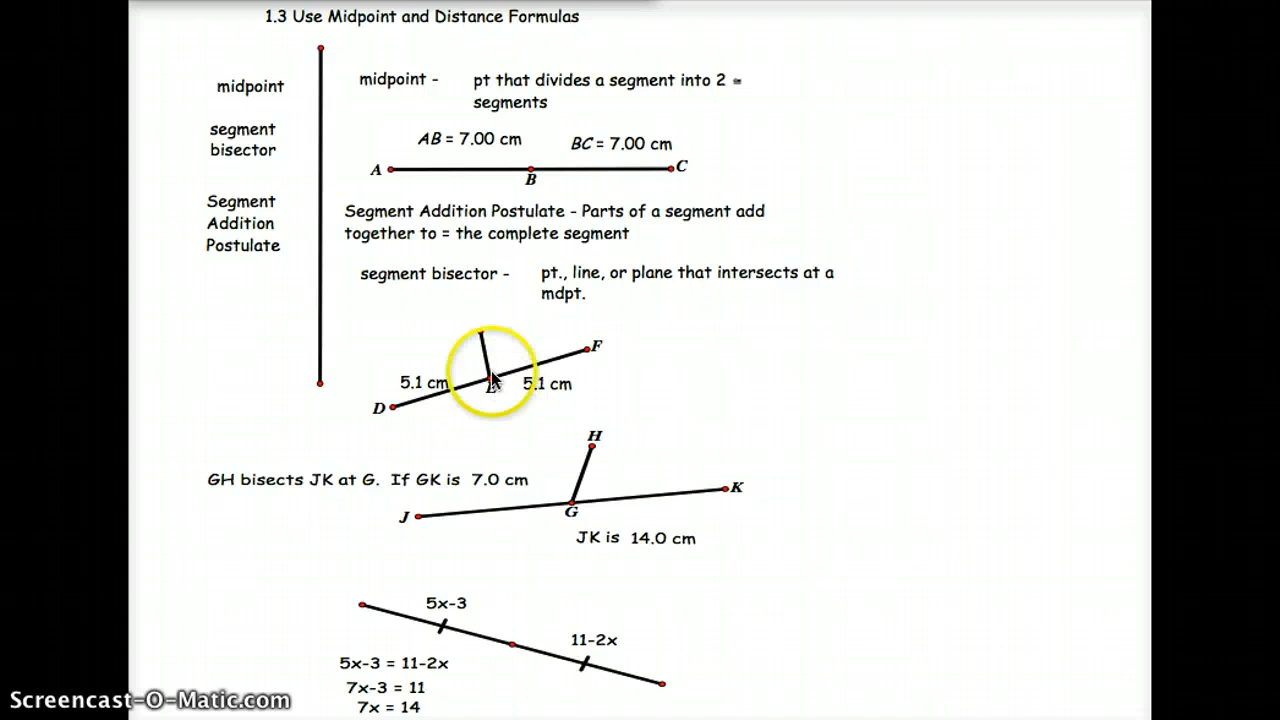 1.3 Use Midpoint and Distance Formulas
midpoint
segment
bisector
Segment
Addition
Postulate
midpoint - pt that divides a segment into 2 ≅
segments
AB = 7.00 cm BC = 7.00 cm
A B C
Segment Addition Postulate - Parts of a segment add
together to = the complete segment
segment bisector - pt., line, or plane that intersects at a
mdpt.
F
5.1 cm E 5.1 cm
D
H
GH bisects JK at G. If GK is 7.0 cm
K
J G
JK is 14.0 cm
5x-3
11-2x
5x-3 = 11-2x
7x-3 = 11
7x = 14
Screencast-O-Matic.com